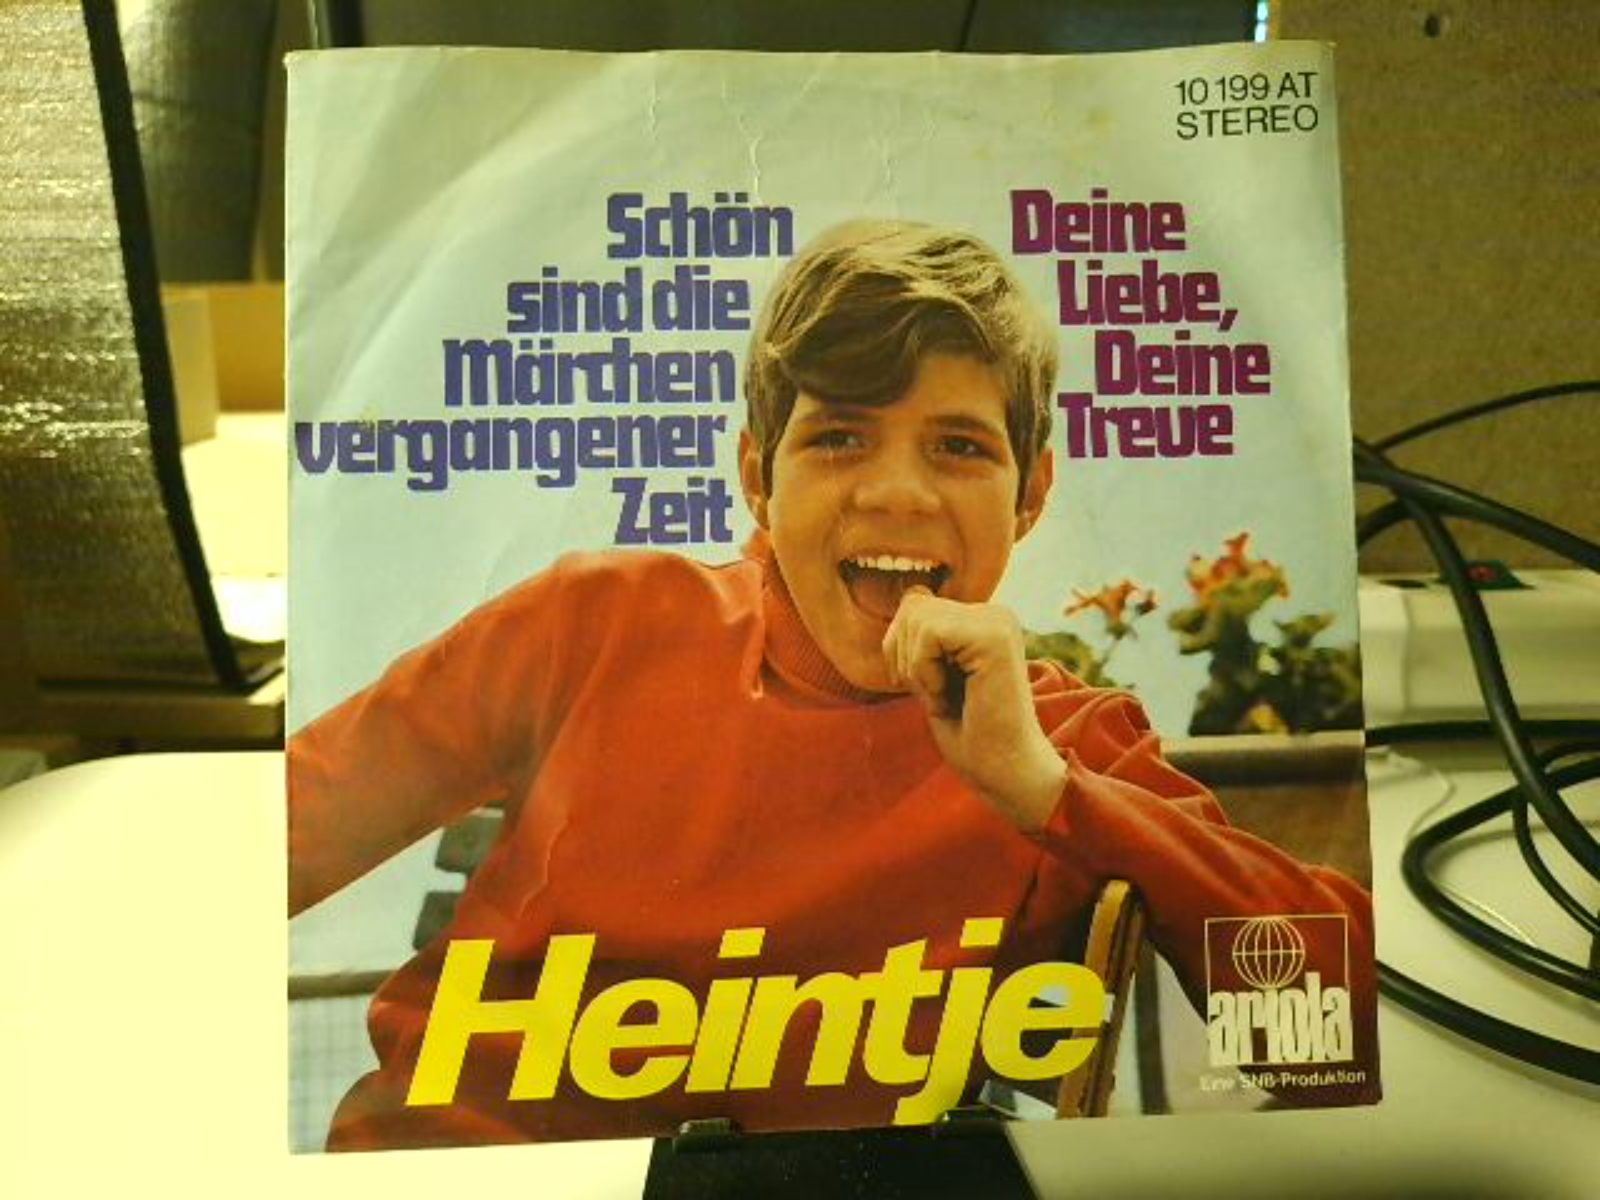 10 199 AT
STEREO
Schön
sind die
Märchen
vergangener
Zeit
Deine
Liebe,
Deine
Treue
Heintje
ariola
Eine SNB-Produktion